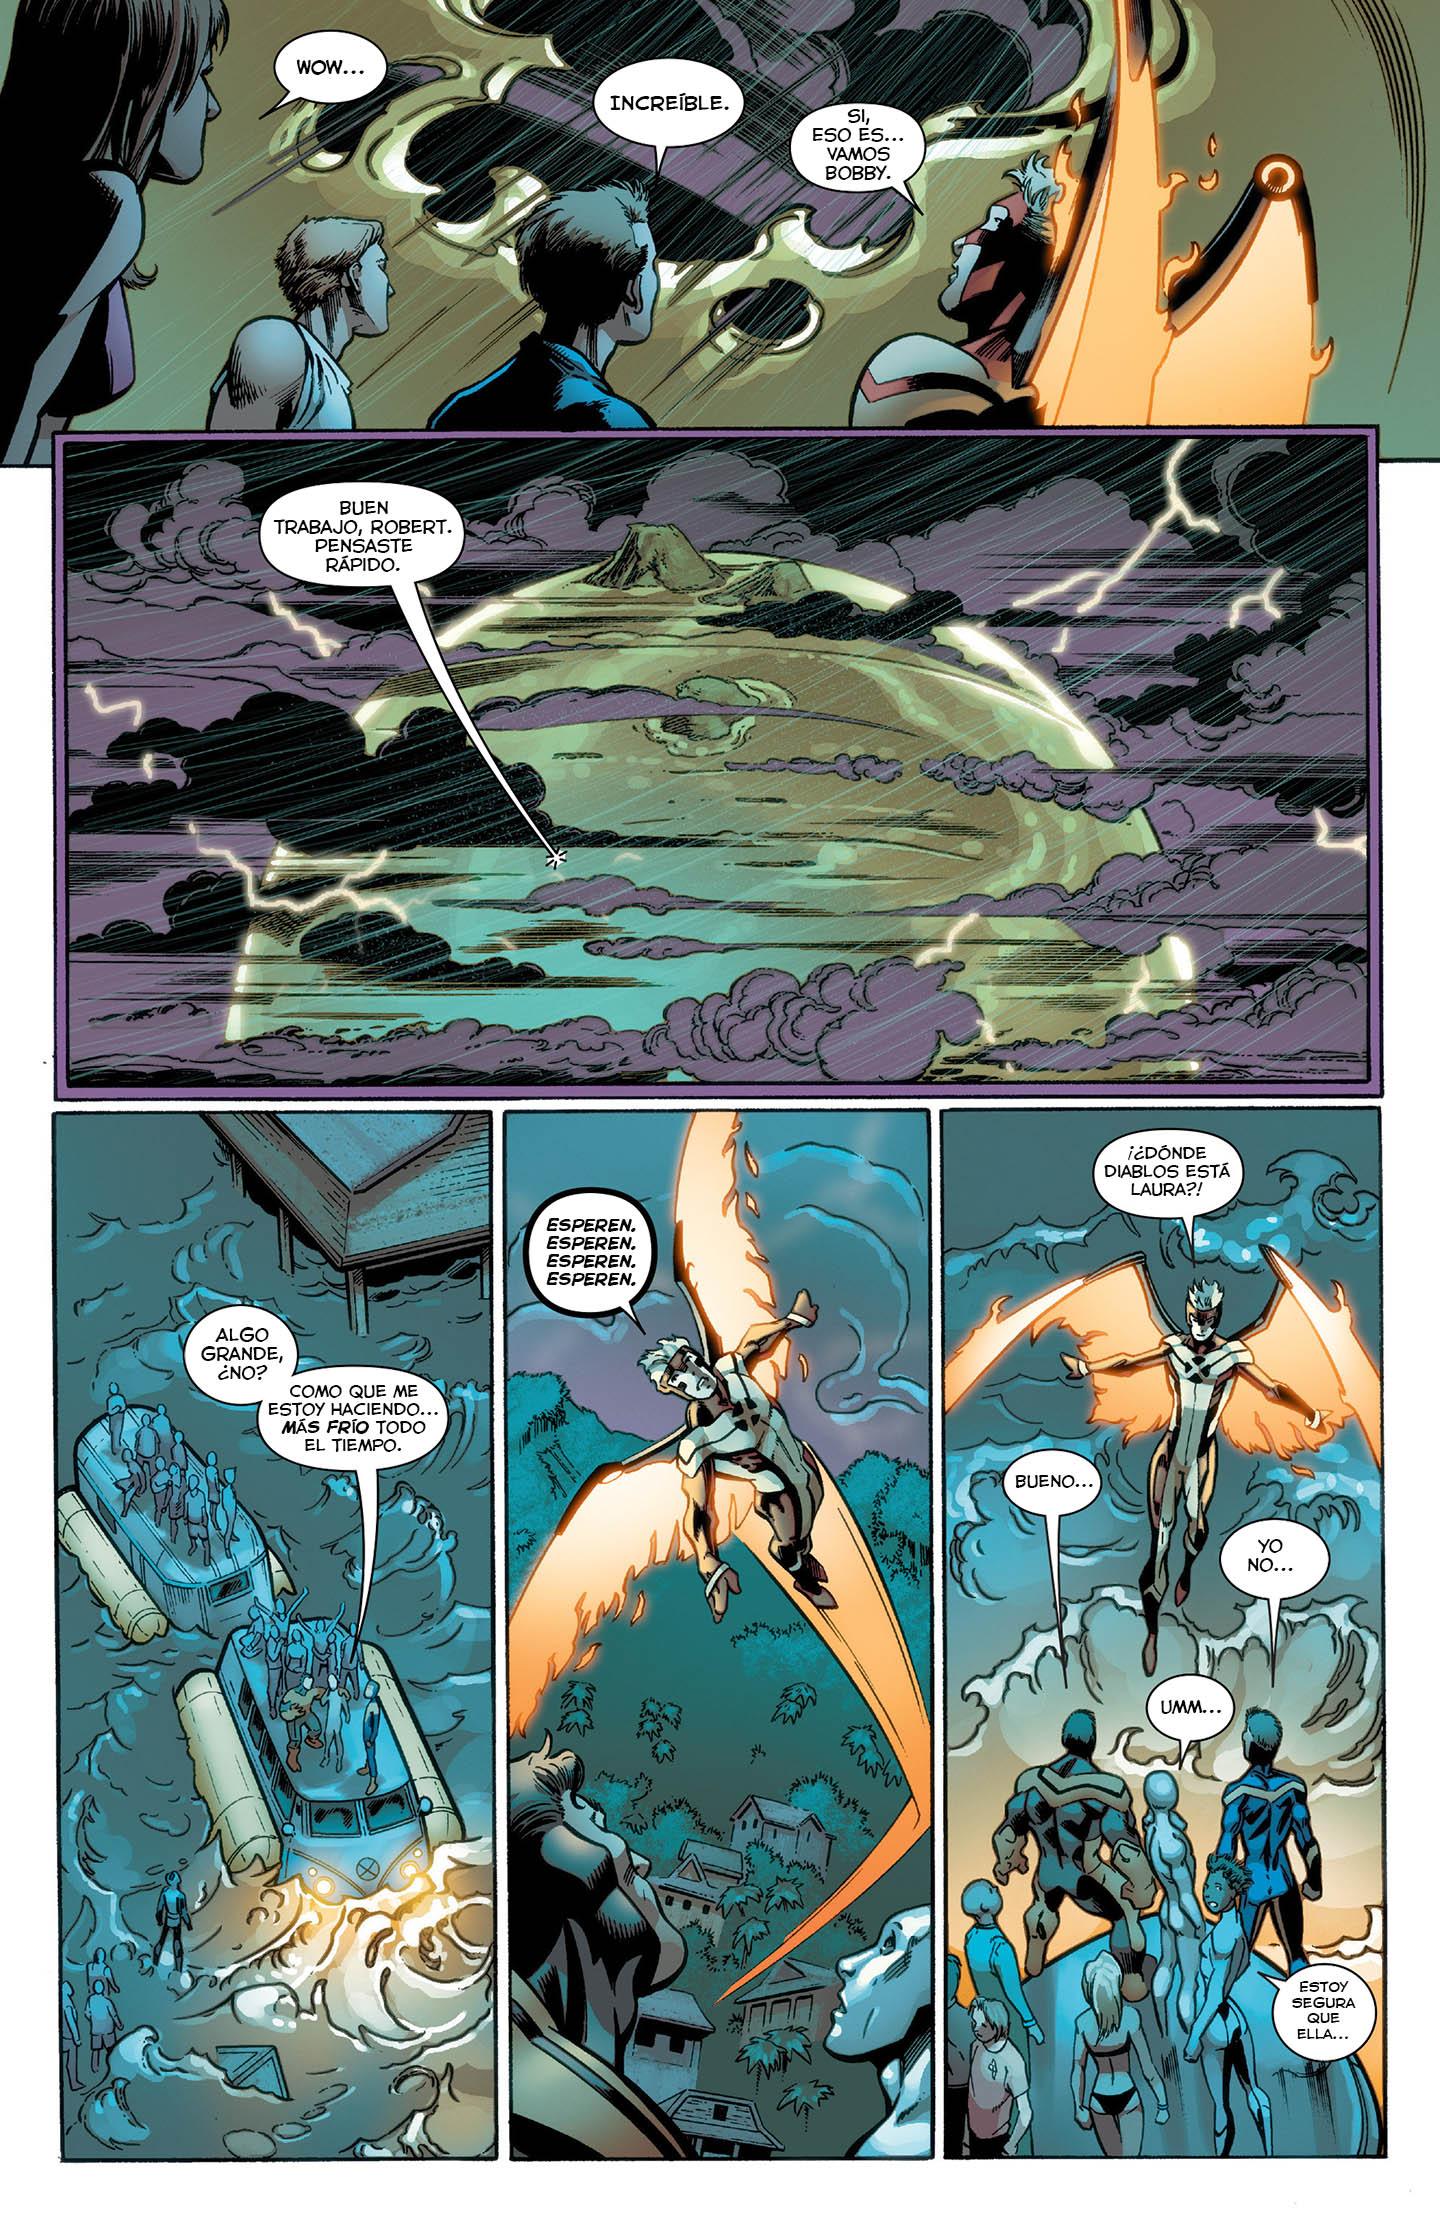 WOW...
INCREÍBLE.
SI,
ESO ES...
VAMOS
BOBBY.
BUEN
TRABAJO, ROBERT.
PENSASTE
RÁPIDO.
ALGO
GRANDE,
¿NO?
COMO QUE ME
ESTOY HACIENDO...
MÁS FRÍO TODO
EL TIEMPO.
ESPEREN.
ESPEREN.
ESPEREN.
ESPEREN.
¡¿DÓNDE
DIABLOS ESTÁ
LAURA?!
BUENO...
YO
NO...
UMM...
ESTOY
SEGURA
QUE
ELLA...